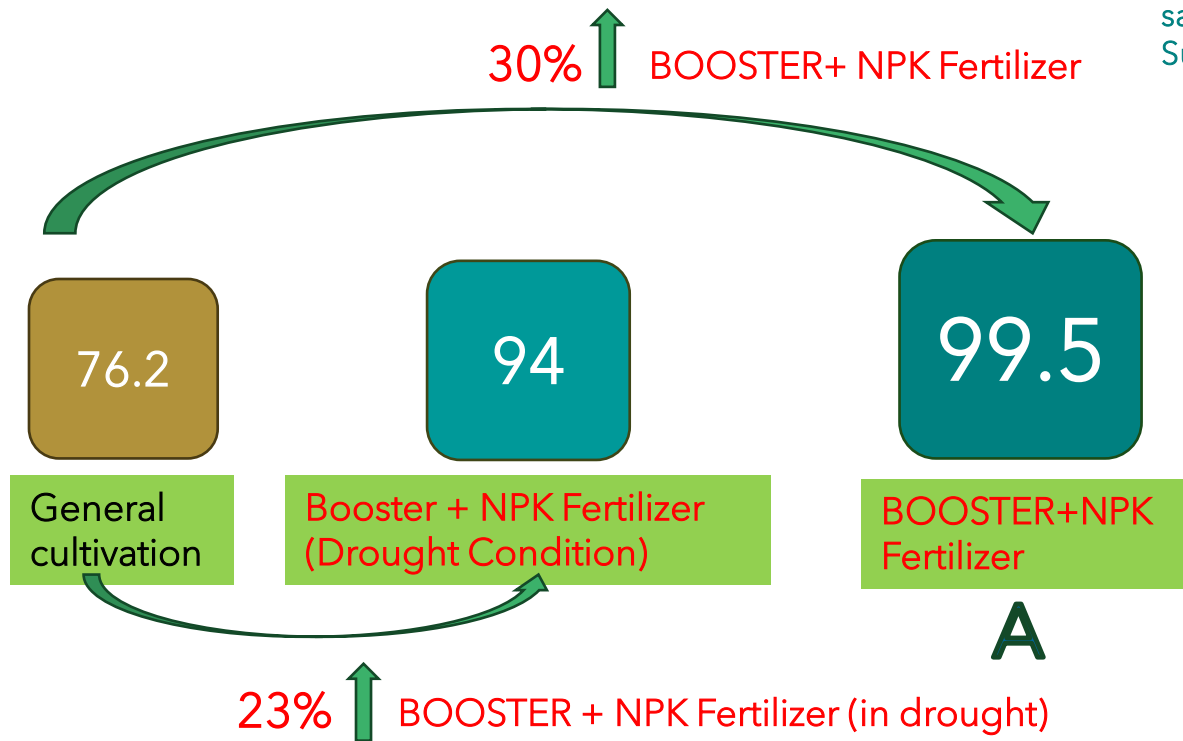 30%
BOOSTER+ NPK Fertilizer
76.2
94
99.5
General
cultivation
Booster + NPK Fertilizer
(Drought Condition)
BOOSTER+NPK
Fertilizer
A
23%
BOOSTER + NPK Fertilizer (in drought)